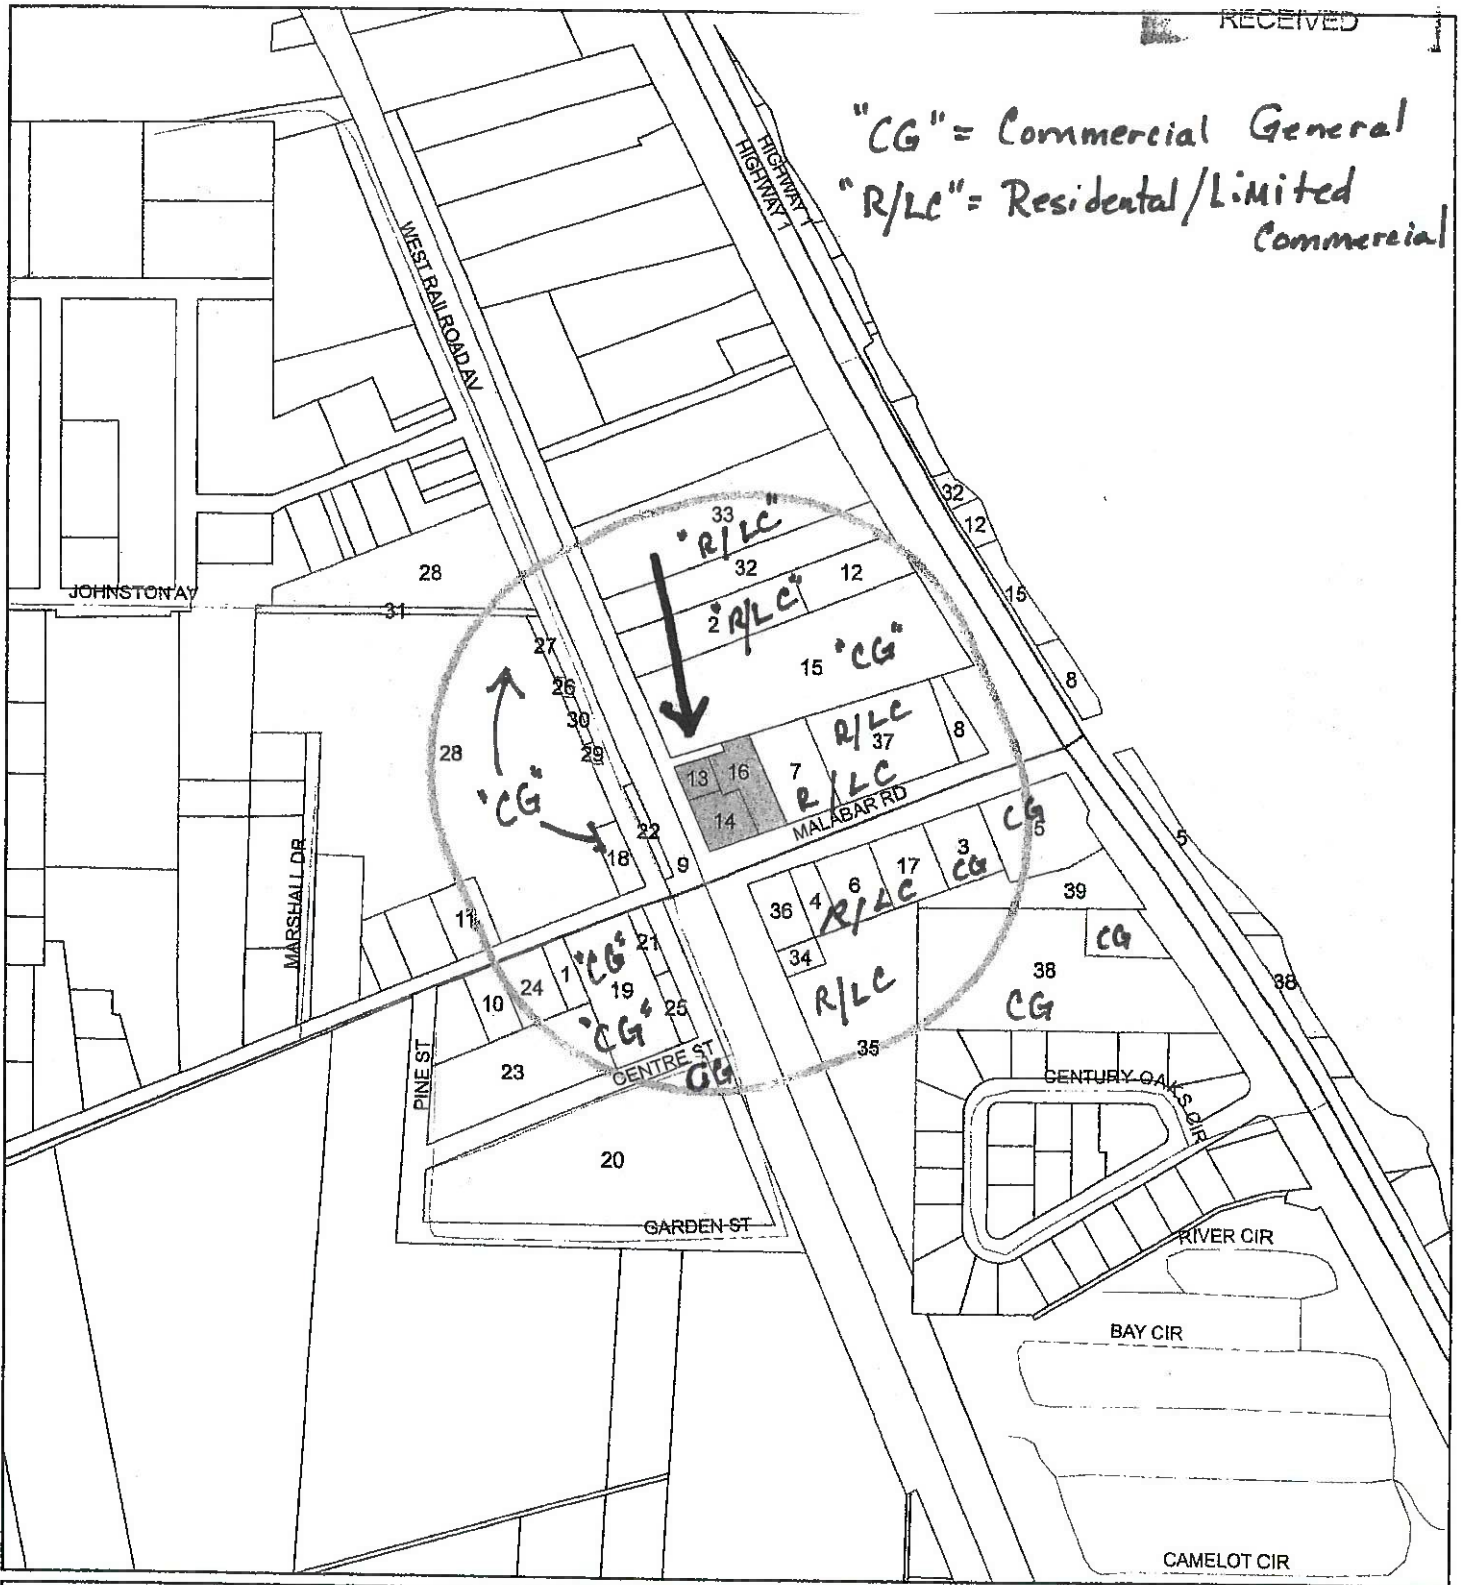 RECEIVED
"CG" = Commercial General
"R/LC" = Residental/Limited
Commercial
HIGHWAY 1
HIGHWAY 1
WEST RAILROAD AV
33
"R/LC"
32
32
12
12
28
JOHNSTON AV
31
2 "R/LC"
15
15 "CG"
27
8
26
30
R/LC
37
8
28
29
13
16
7
R/LC
"CG"
14
MALABAR RD
22
CG
5
5
18
9
3
CG
17
6
4
R/LC
36
39
MARSHALL DR
11
21
CG
"CG"
34
1
24
38
19
R/LC
38
10
25
CG
"CG"
35
CENTRE ST
CG
PINE ST
23
CENTURY OAKS CIR
20
GARDEN ST
RIVER CIR
BAY CIR
CAMELOT CIR